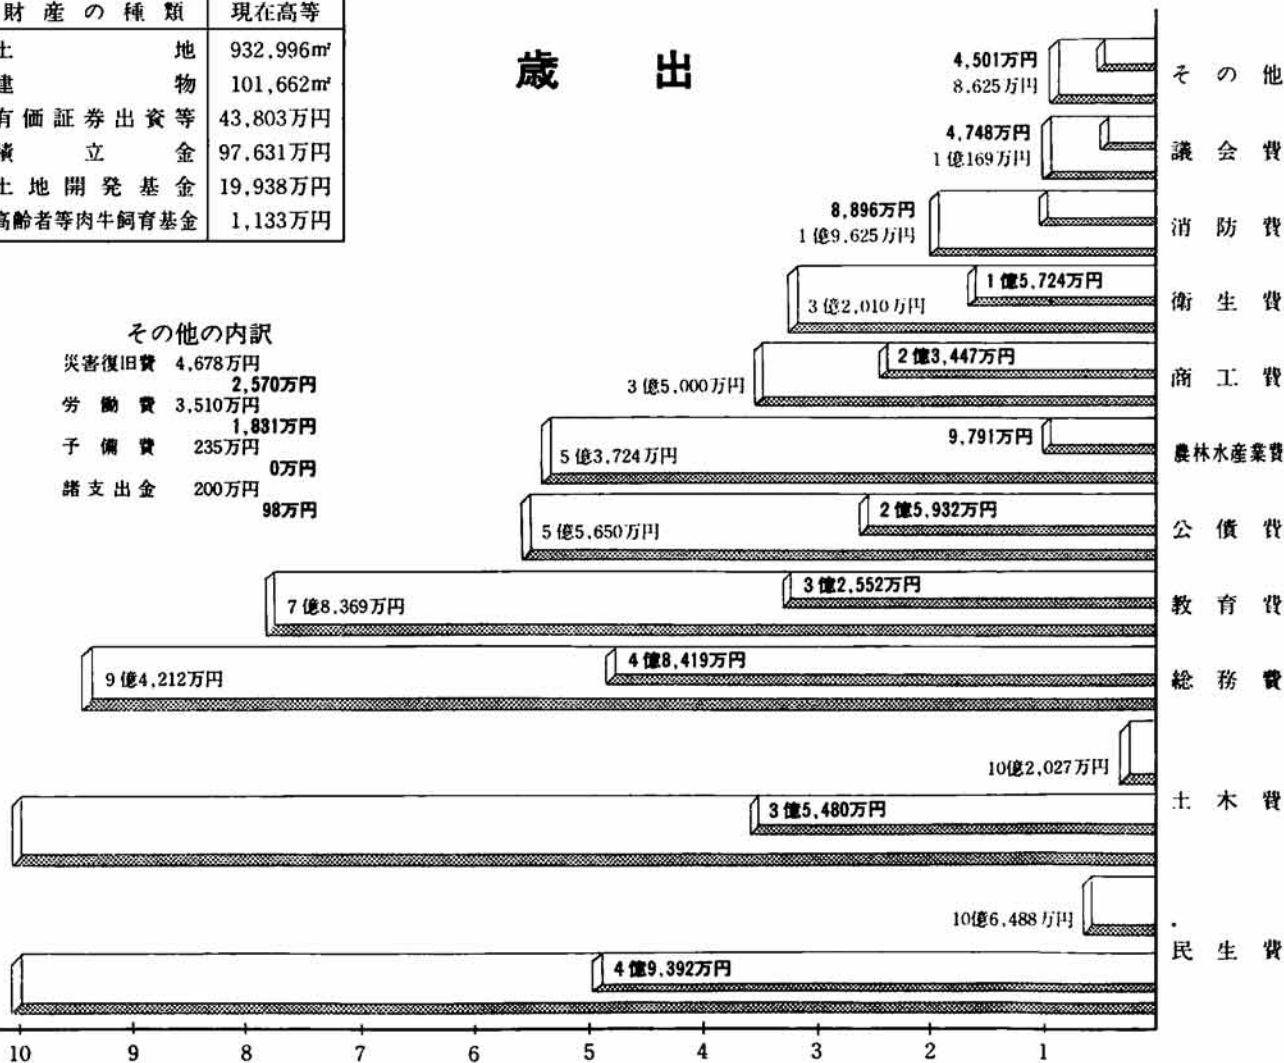 財産の種類 現在高等
土地 932,996㎡
建物 101,662㎡
有価証券出資等 43,803万円
積立金 97,631万円
土地開発基金 19,938万円
高齢者等肉牛飼育基金 1,133万円
歳出
その他の内訳
災害復旧費 4,678万円
2,570万円
労働費 3,510万円
1,831万円
予備費 235万円
0万円
諸支出金 200万円
98万円
4,501万円
8,625万円
その他
4,748万円
1億169万円
議会費
8,896万円
1億9,625万円
消防費
1億5,724万円
3億2,010万円
衛生費
2億3,447万円
3億5,000万円
商工費
9,791万円
5億3,724万円
農林水産業費
2億5,932万円
5億5,650万円
公債費
3億2,552万円
7億8,369万円
教育費
4億8,419万円
9億4,212万円
総務費
10億2,027万円
土木費
3億5,480万円
10億6,488万円
民生費
4億9,392万円
10 9 8 7 6 5 4 3 2 1